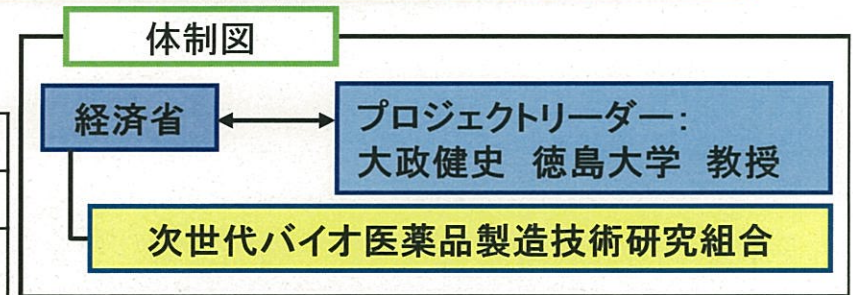 体制図
経済省
プロジェクトリーダー：
大政健史 徳島大学 教授
次世代バイオ医薬品製造技術研究組合